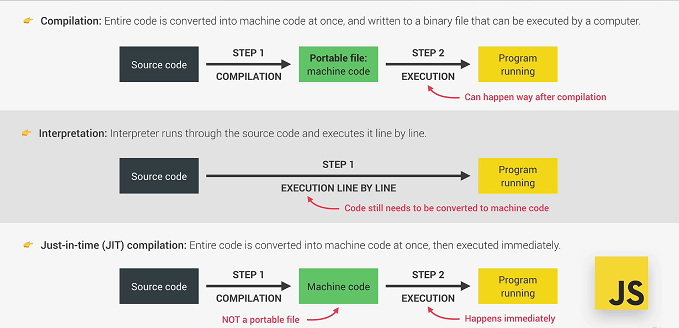 👉 Compilation: Entire code is converted into machine code at once, and written to a binary file that can be executed by a computer.
Source code
STEP 1
COMPILATION
Portable file:
machine code
STEP 2
EXECUTION
Program
running
Can happen way after compilation
👉 Interpretation: Interpreter runs through the source code and executes it line by line.
Source code
STEP 1
EXECUTION LINE BY LINE
Program
running
Code still needs to be converted to machine code
👉 Just-in-time (JIT) compilation: Entire code is converted into machine code at once, then executed immediately.
Source code
STEP 1
COMPILATION
Machine code
STEP 2
EXECUTION
Program
running
NOT a portable file
Happens immediately
JS